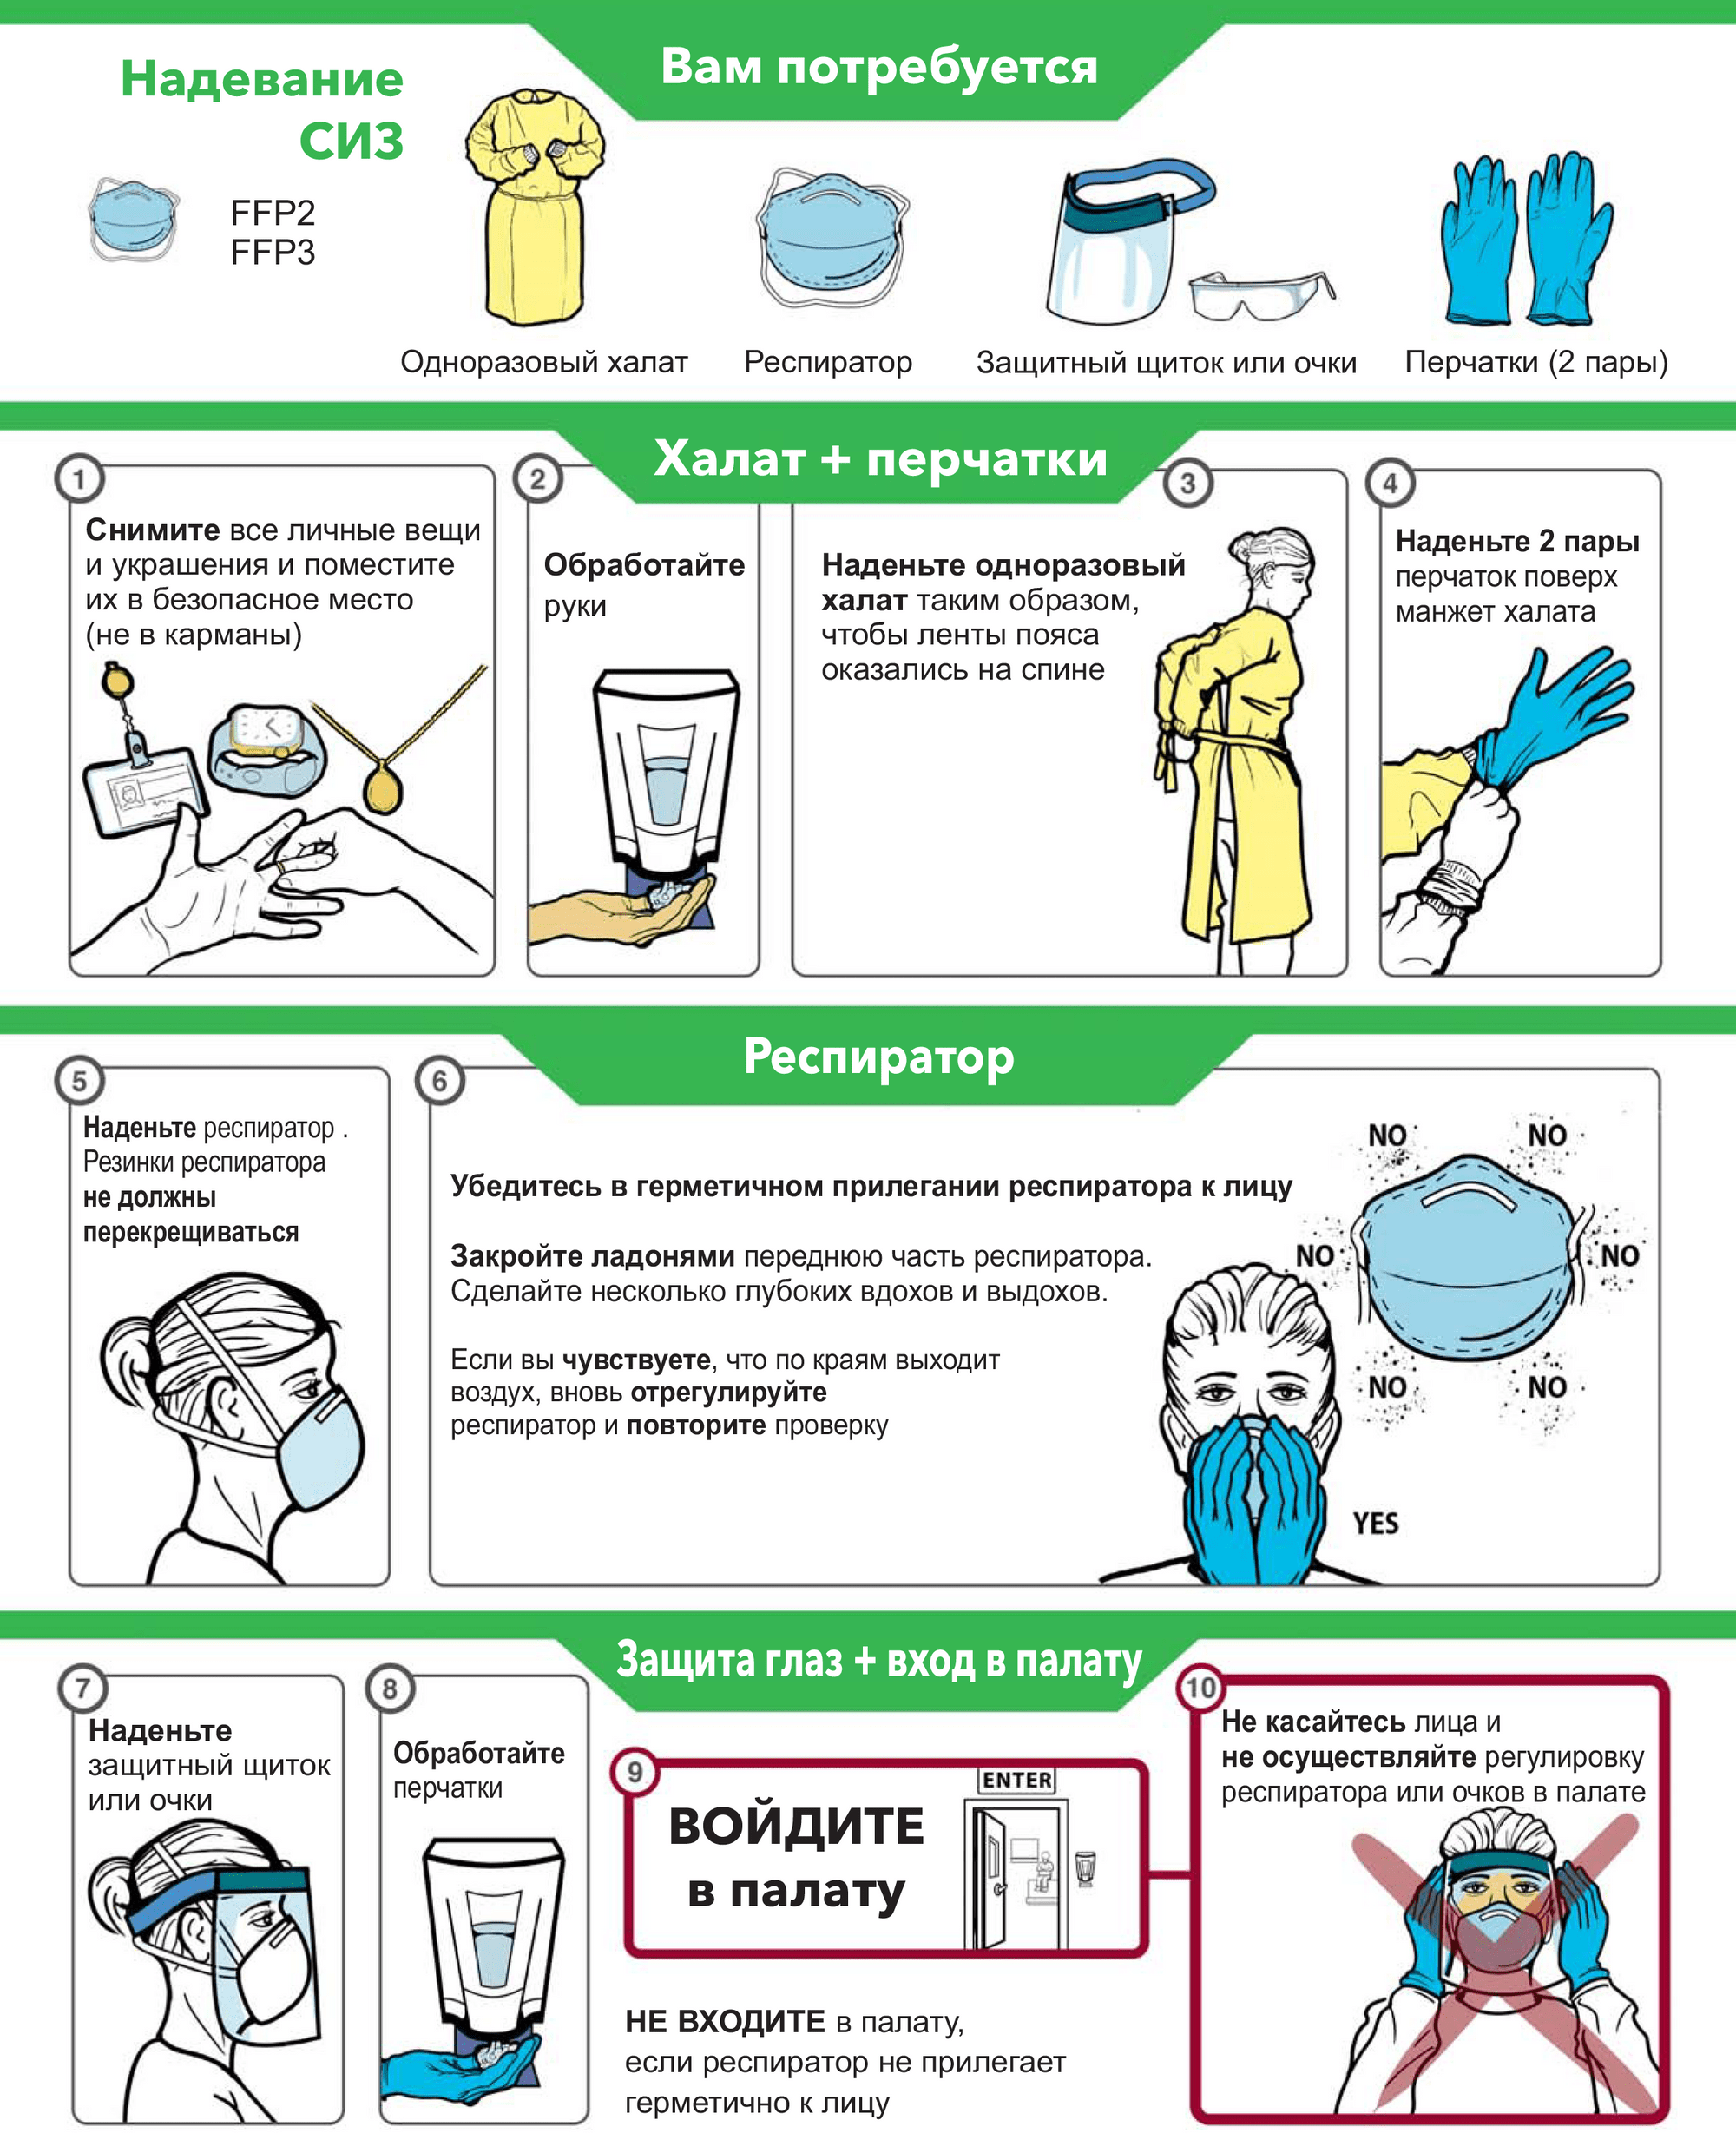 Надевание
СИЗ
FFP2
FFP3
Вам потребуется
Одноразовый халат
Респиратор
Защитный щиток или очки
Перчатки (2 пары)
Халат + перчатки
1
Снимите все личные вещи
и украшения и поместите
их в безопасное место
(не в карманы)
2
Обработайте
руки
3
Наденьте одноразовый
халат таким образом,
чтобы ленты пояса
оказались на спине
4
Наденьте 2 пары
перчаток поверх
манжет халата
Респиратор
5
Наденьте респиратор .
Резинки респиратора
не должны
перекрещиваться
6
Убедитесь в герметичном прилегании респиратора к лицу
Закройте ладонями переднюю часть респиратора.
Сделайте несколько глубоких вдохов и выдохов.
Если вы чувствуете, что по краям выходит
воздух, вновь отрегулируйте
респиратор и повторите проверку
NO
NO
NO
NO
NO
NO
YES
Защита глаз + вход в палату
7
Наденьте
защитный щиток
или очки
8
Обработайте
перчатки
9
ВОЙДИТЕ
в палату
ENTER
НЕ ВХОДИТЕ в палату,
если респиратор не прилегает
герметично к лицу
10
Не касайтесь лица и
не осуществляйте регулировку
респиратора или очков в палате